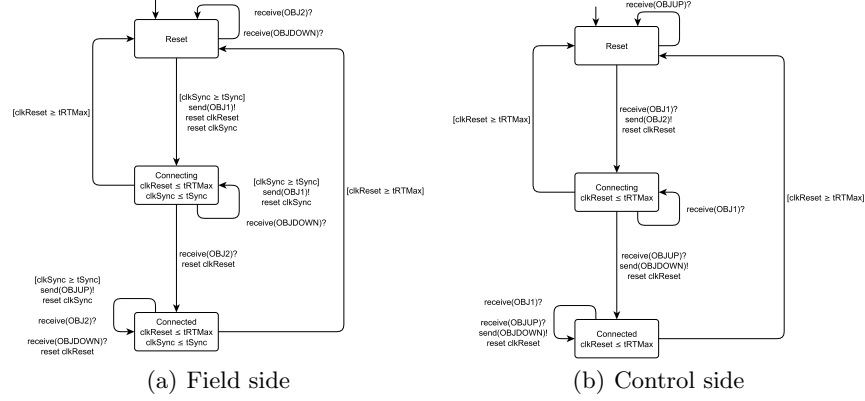 receive(OBJ2)?
receive(OBJDOWN)?
Reset
[clkReset ≥ tRTMax]
[clkSync ≥ tSync]
send(OBJ1)!
reset clkReset
reset clkSync
Connecting
clkReset ≤ tRTMax
clkSync ≤ tSync
[clkSync ≥ tSync]
send(OBJ1)!
reset clkSync
receive(OBJDOWN)?
[clkReset ≥ tRTMax]
receive(OBJ2)?
reset clkReset
[clkSync ≥ tSync]
send(OBJUP)!
reset clkSync
receive(OBJ2)?
receive(OBJDOWN)?
reset clkReset
Connected
clkReset ≤ tRTMax
clkSync ≤ tSync
(a) Field side
receive(OBJUP)?
Reset
[clkReset ≥ tRTMax]
receive(OBJ1)?
send(OBJ2)!
reset clkReset
Connecting
clkReset ≤ tRTMax
receive(OBJ1)?
[clkReset ≥ tRTMax]
receive(OBJUP)?
send(OBJDOWN)!
reset clkReset
receive(OBJ1)?
receive(OBJUP)?
send(OBJDOWN)!
reset clkReset
Connected
clkReset ≤ tRTMax
(b) Control side